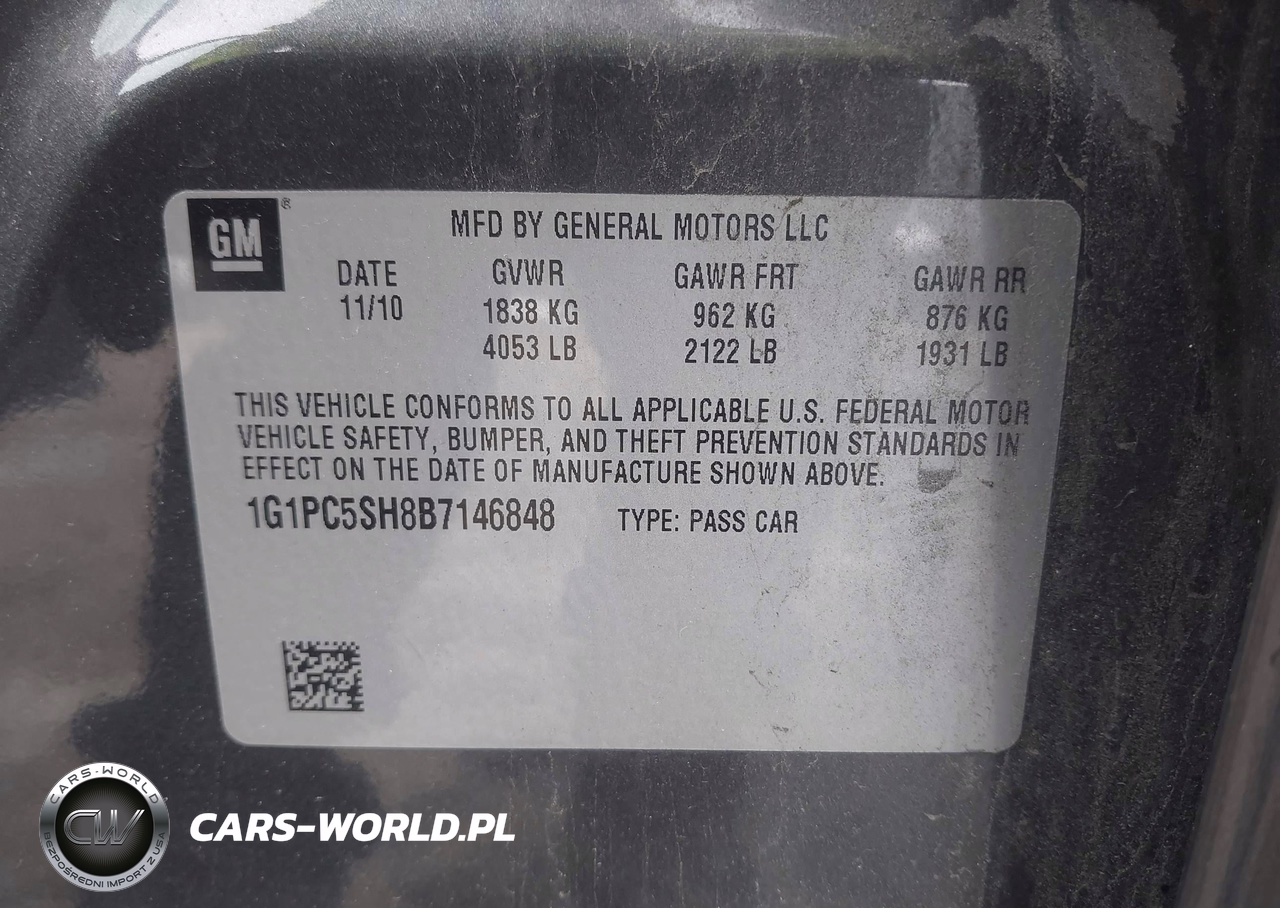 GM ®
MFD BY GENERAL MOTORS LLC
DATE GVWR GAWR FRT GAWR RR
11/10 1838 KG 962 KG 876 KG
4053 LB 2122 LB 1931 LB
THIS VEHICLE CONFORMS TO ALL APPLICABLE U.S. FEDERAL MOTOR
VEHICLE SAFETY, BUMPER, AND THEFT PREVENTION STANDARDS IN
EFFECT ON THE DATE OF MANUFACTURE SHOWN ABOVE.
1G1PC5SH8B7146848 TYPE: PASS CAR
CARS-WORLD
CW
BEZPOŚREDNI IMPORT Z USA
CARS-WORLD.PL